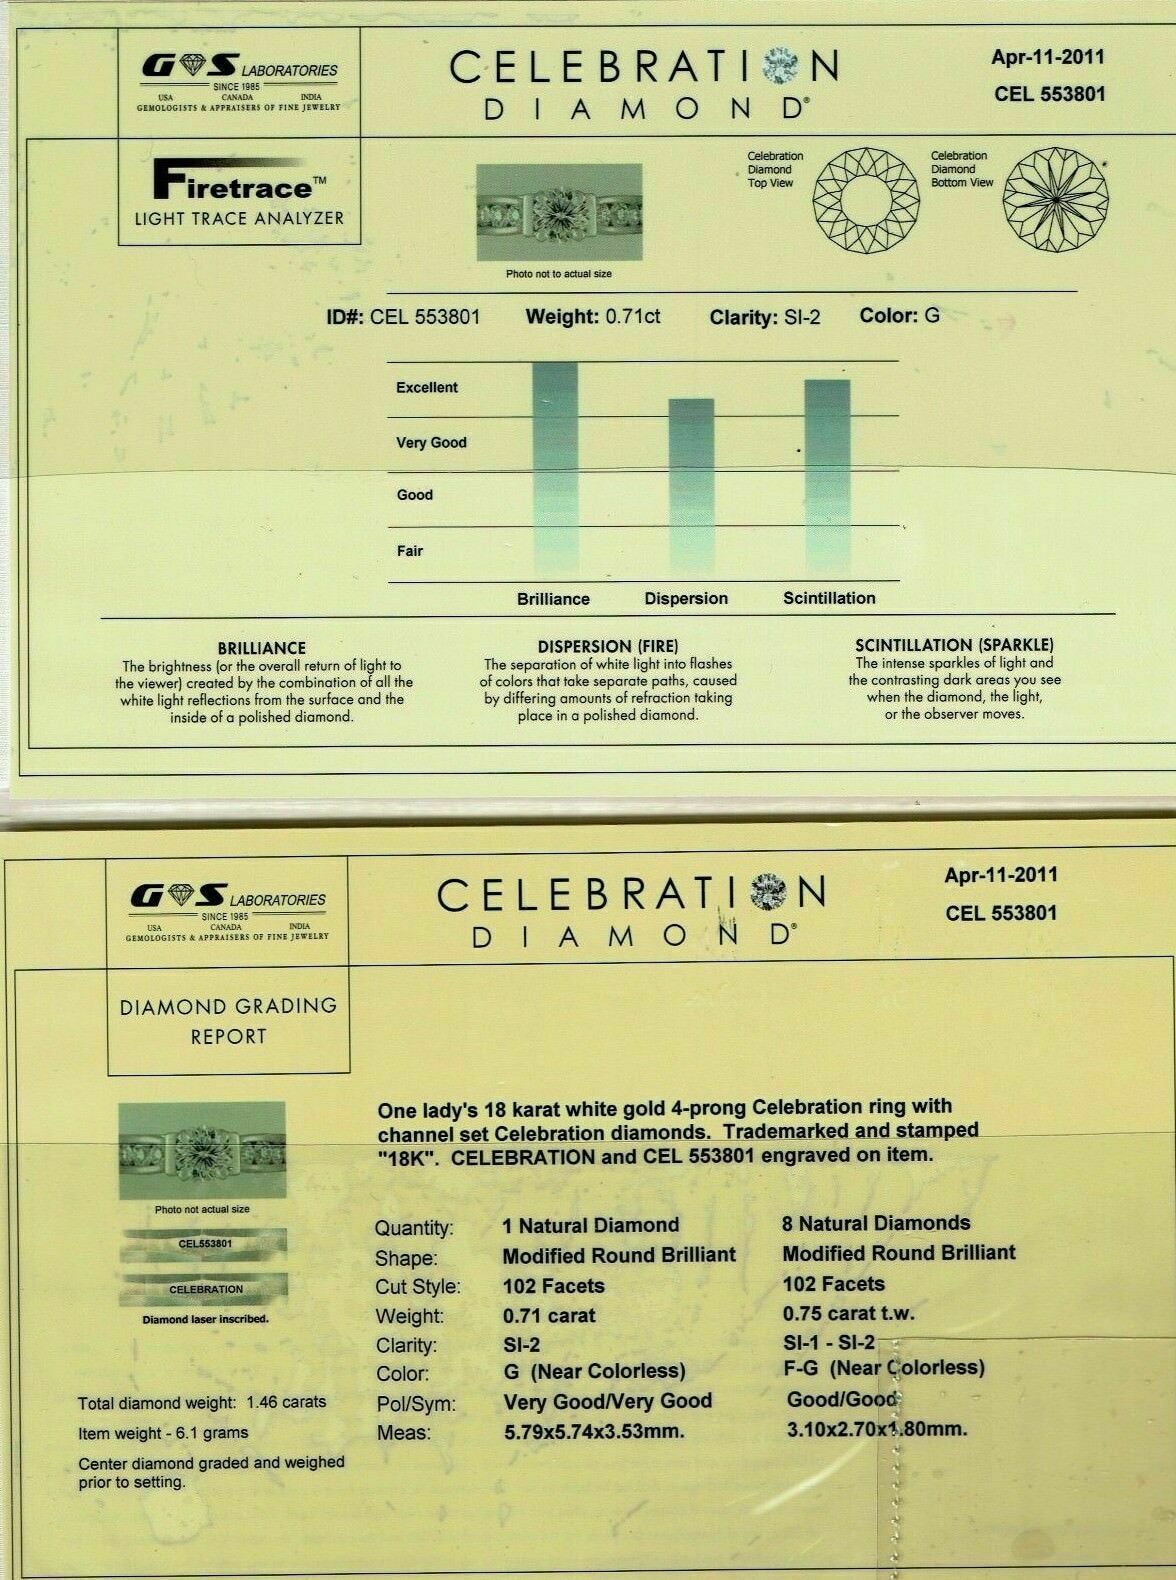 GS LABORATORIES
SINCE 1985
USA CANADA INDIA
GEMOLOGISTS & APPRAISERS OF FINE JEWELRY
CELEBRATION
DIAMOND®
Apr-11-2011
CEL 553801
Firetrace™
LIGHT TRACE ANALYZER
Photo not to actual size
Celebration
Diamond
Top View
Celebration
Diamond
Bottom View
ID#: CEL 553801 Weight: 0.71ct Clarity: SI-2 Color: G
Excellent
Very Good
Good
Fair
Brilliance Dispersion Scintillation
BRILLIANCE
The brightness (or the overall return of light to
the viewer) created by the combination of all the
white light reflections from the surface and the
inside of a polished diamond.
DISPERSION (FIRE)
The separation of white light into flashes
of colors that take separate paths, caused
by differing amounts of refraction taking
place in a polished diamond.
SCINTILLATION (SPARKLE)
The intense sparkles of light and
the contrasting dark areas you see
when the diamond, the light,
or the observer moves.
GS LABORATORIES
SINCE 1985
USA CANADA INDIA
GEMOLOGISTS & APPRAISERS OF FINE JEWELRY
CELEBRATION
DIAMOND®
Apr-11-2011
CEL 553801
DIAMOND GRADING
REPORT
Photo not actual size
CEL553801
CELEBRATION
Diamond laser inscribed.
Total diamond weight: 1.46 carats
Item weight - 6.1 grams
Center diamond graded and weighed
prior to setting.
One lady's 18 karat white gold 4-prong Celebration ring with
channel set Celebration diamonds. Trademarked and stamped
"18K". CELEBRATION and CEL 553801 engraved on item.
Quantity: 1 Natural Diamond 8 Natural Diamonds
Shape: Modified Round Brilliant Modified Round Brilliant
Cut Style: 102 Facets 102 Facets
Weight: 0.71 carat 0.75 carat t.w.
Clarity: SI-2 SI-1 - SI-2
Color: G (Near Colorless) F-G (Near Colorless)
Pol/Sym: Very Good/Very Good Good/Good
Meas: 5.79x5.74x3.53mm. 3.10x2.70x1.80mm.